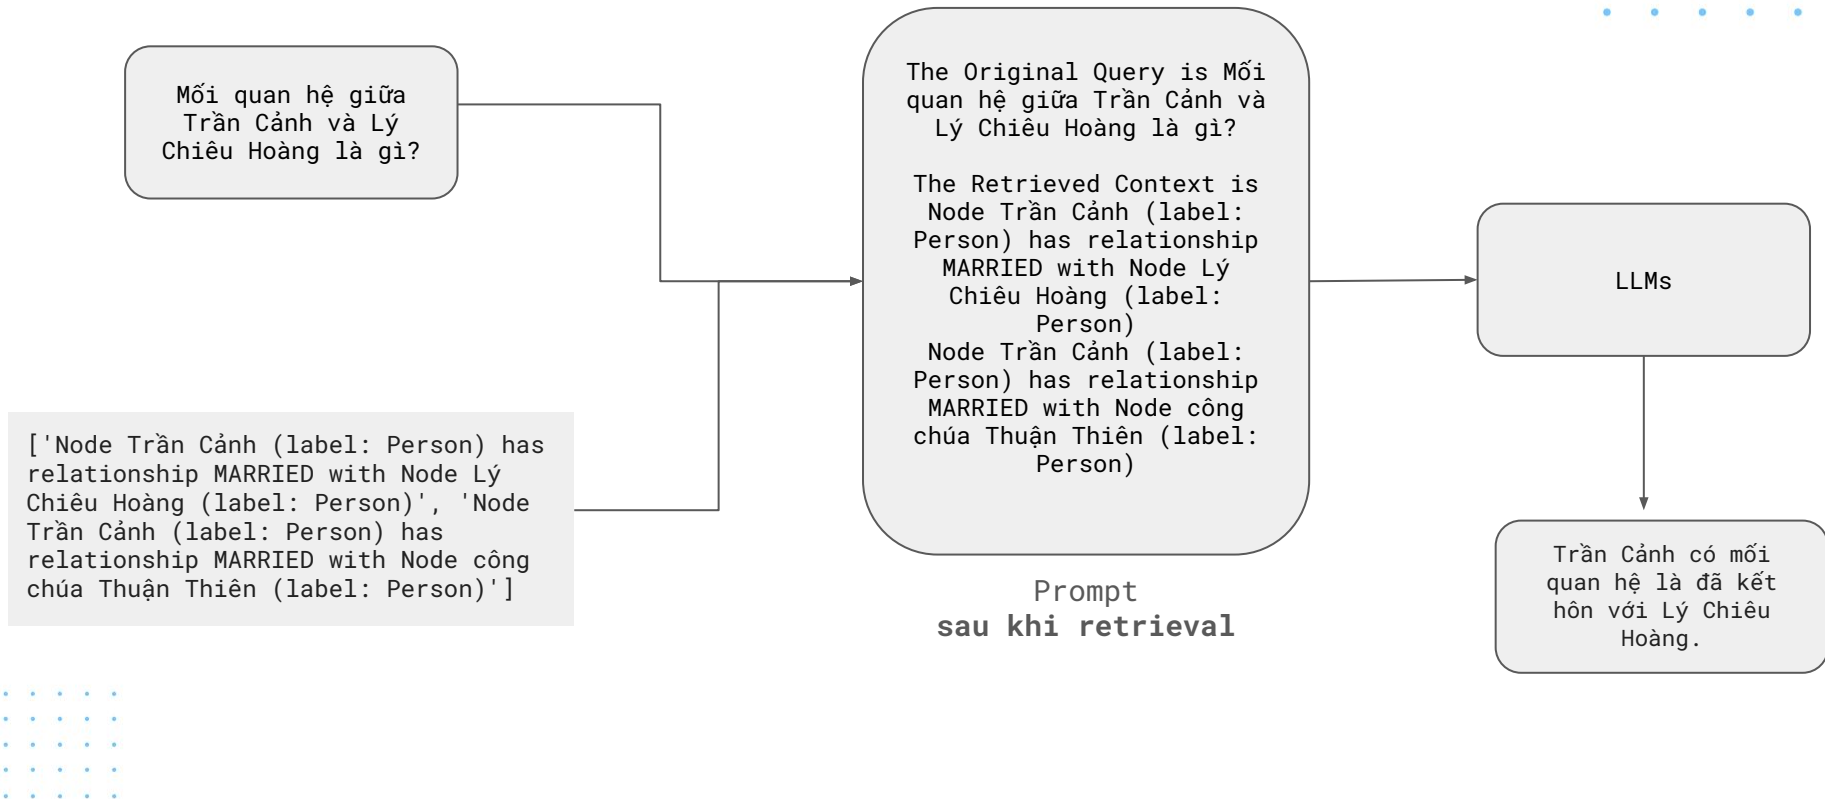 Mối quan hệ giữa
Trần Cảnh và Lý
Chiêu Hoàng là gì?
['Node Trần Cảnh (label: Person) has
relationship MARRIED with Node Lý
Chiêu Hoàng (label: Person)', 'Node
Trần Cảnh (label: Person) has
relationship MARRIED with Node công
chúa Thuận Thiên (label: Person)']
The Original Query is Mối
quan hệ giữa Trần Cảnh và
Lý Chiêu Hoàng là gì?
The Retrieved Context is
Node Trần Cảnh (label:
Person) has relationship
MARRIED with Node Lý
Chiêu Hoàng (label:
Person)
Node Trần Cảnh (label:
Person) has relationship
MARRIED with Node công
chúa Thuận Thiên (label:
Person)
Prompt
sau khi retrieval
LLMs
Trần Cảnh có mối
quan hệ là đã kết
hôn với Lý Chiêu
Hoàng.